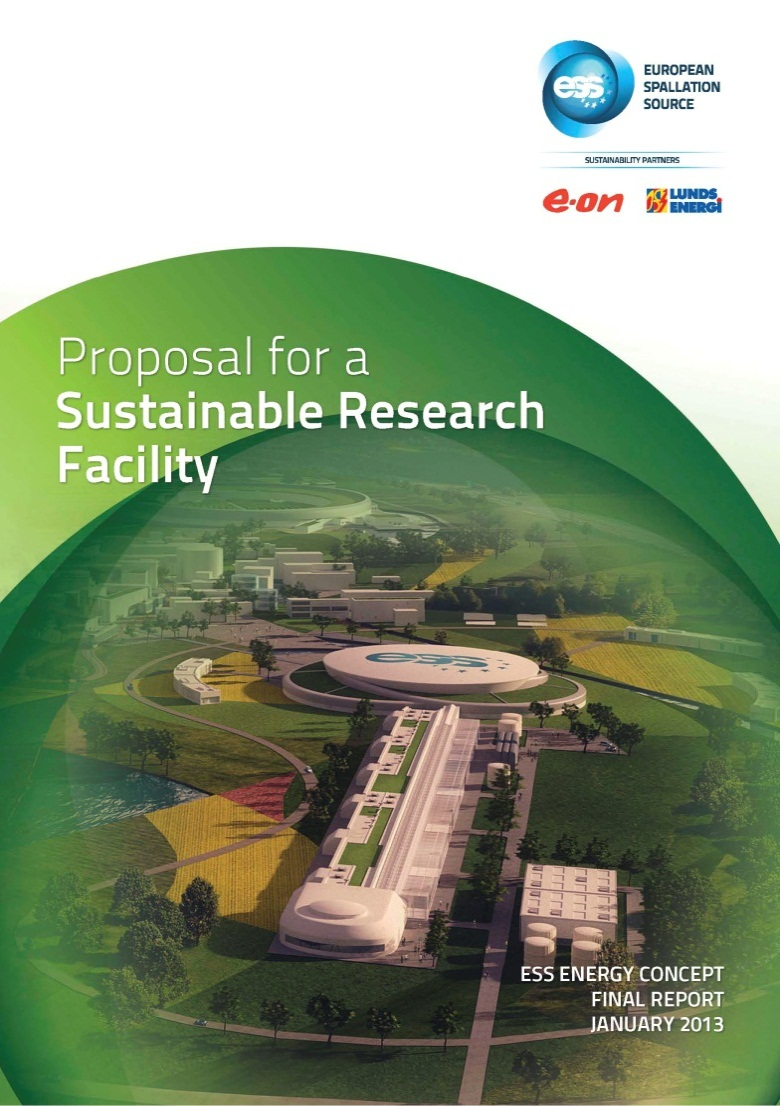 ess
EUROPEAN
SPALLATION
SOURCE
SUSTAINABILITY PARTNERS
e·on
LUNDS
ENERGI
Proposal for a
Sustainable Research
Facility
ess
ESS ENERGY CONCEPT
FINAL REPORT
JANUARY 2013